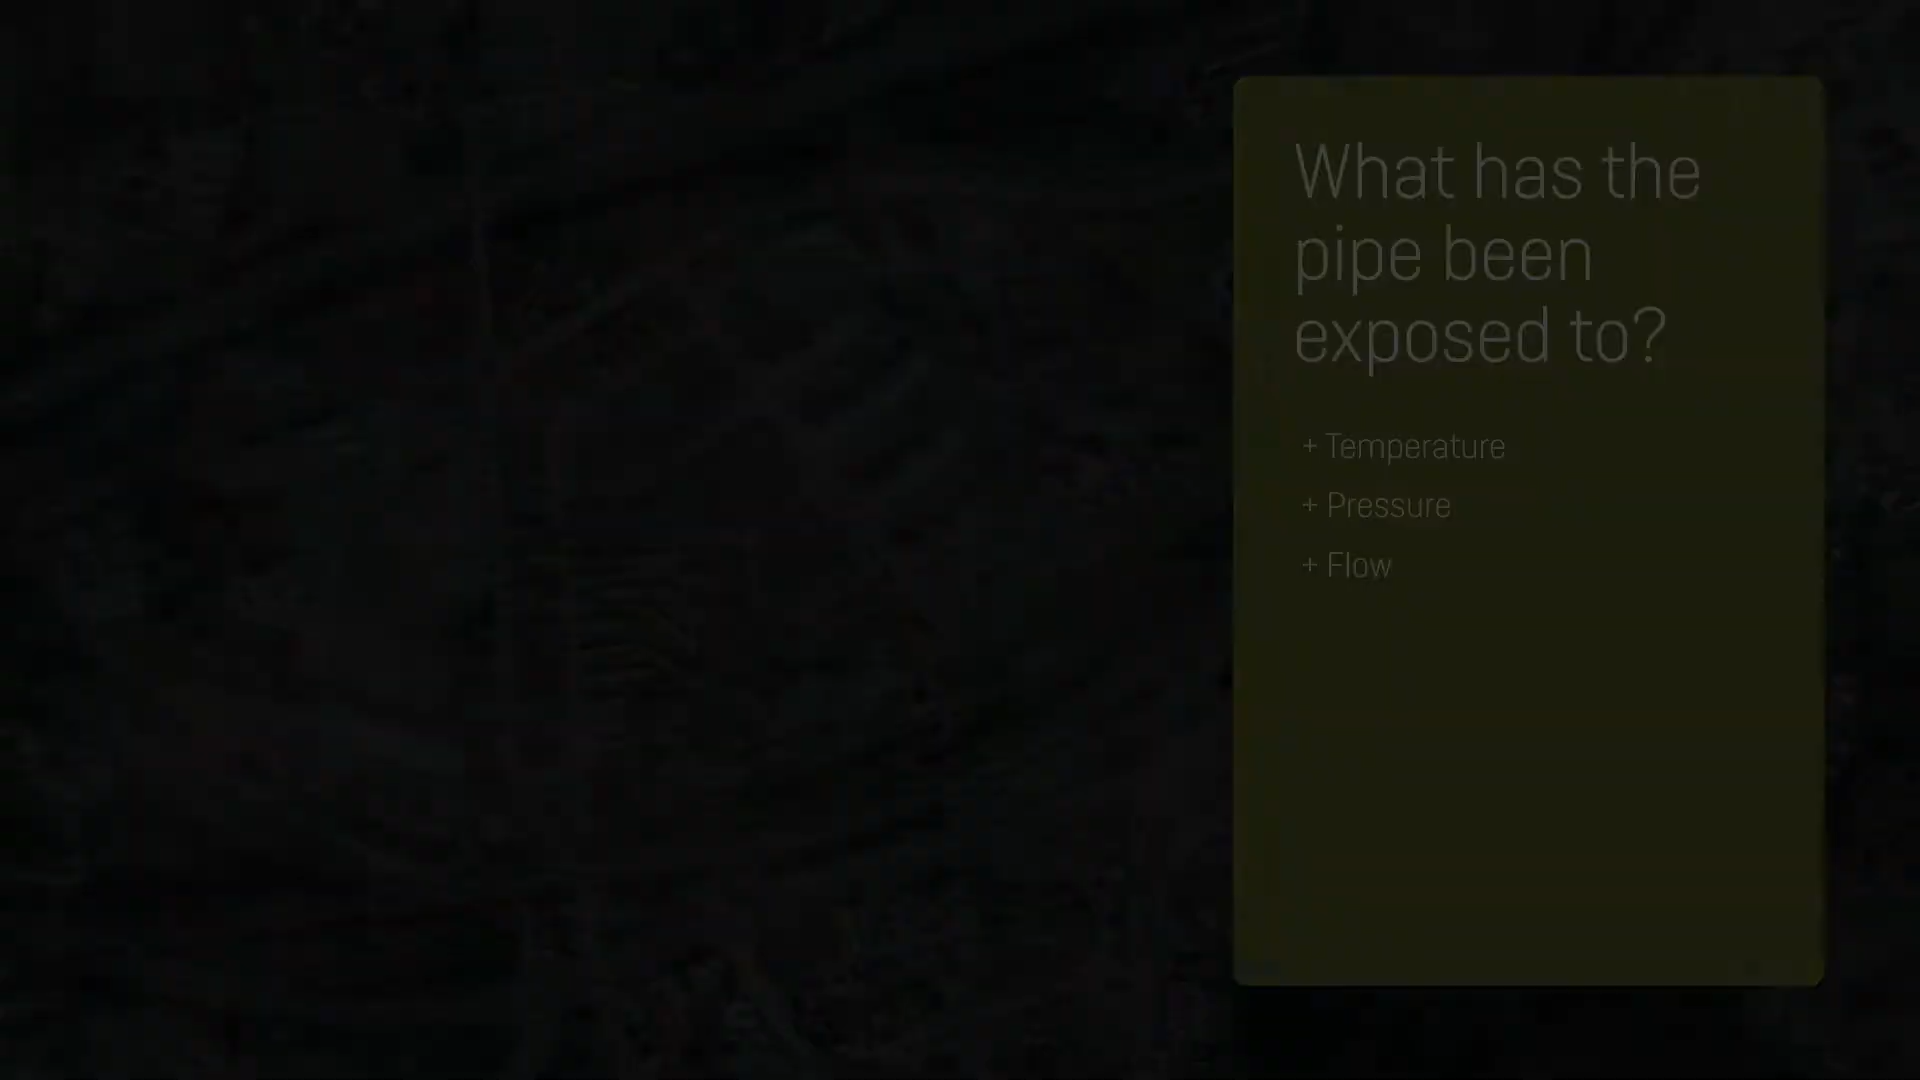 What has the
pipe been
exposed to?
+ Temperature
+ Pressure
+ Flow